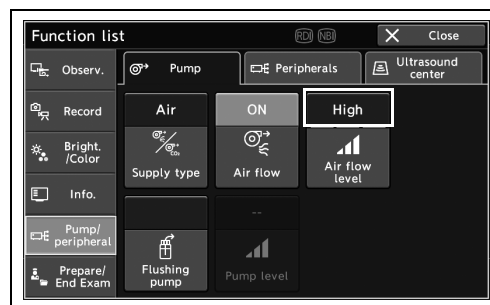 Function list
RDI NBI
Close
Observ.
Record
Bright.
/Color
Info.
Pump/
peripheral
Prepare/
End Exam
Pump
Peripherals
Ultrasound
center
Air
CO₂
Supply type
ON
Air flow
High
Air flow
level
Flushing
pump
--
Pump level